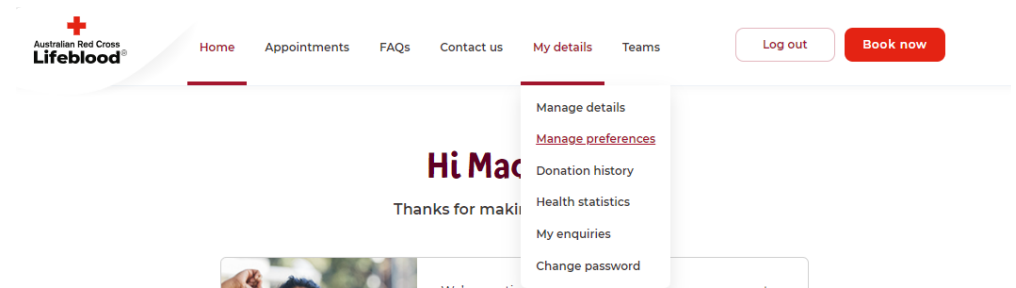 Australian Red Cross
Lifeblood®
Home Appointments FAQs Contact us My details Teams Log out Book now
Manage details
Manage preferences
Hi
Donation history
Health statistics
Thanks for
My enquiries
Change password